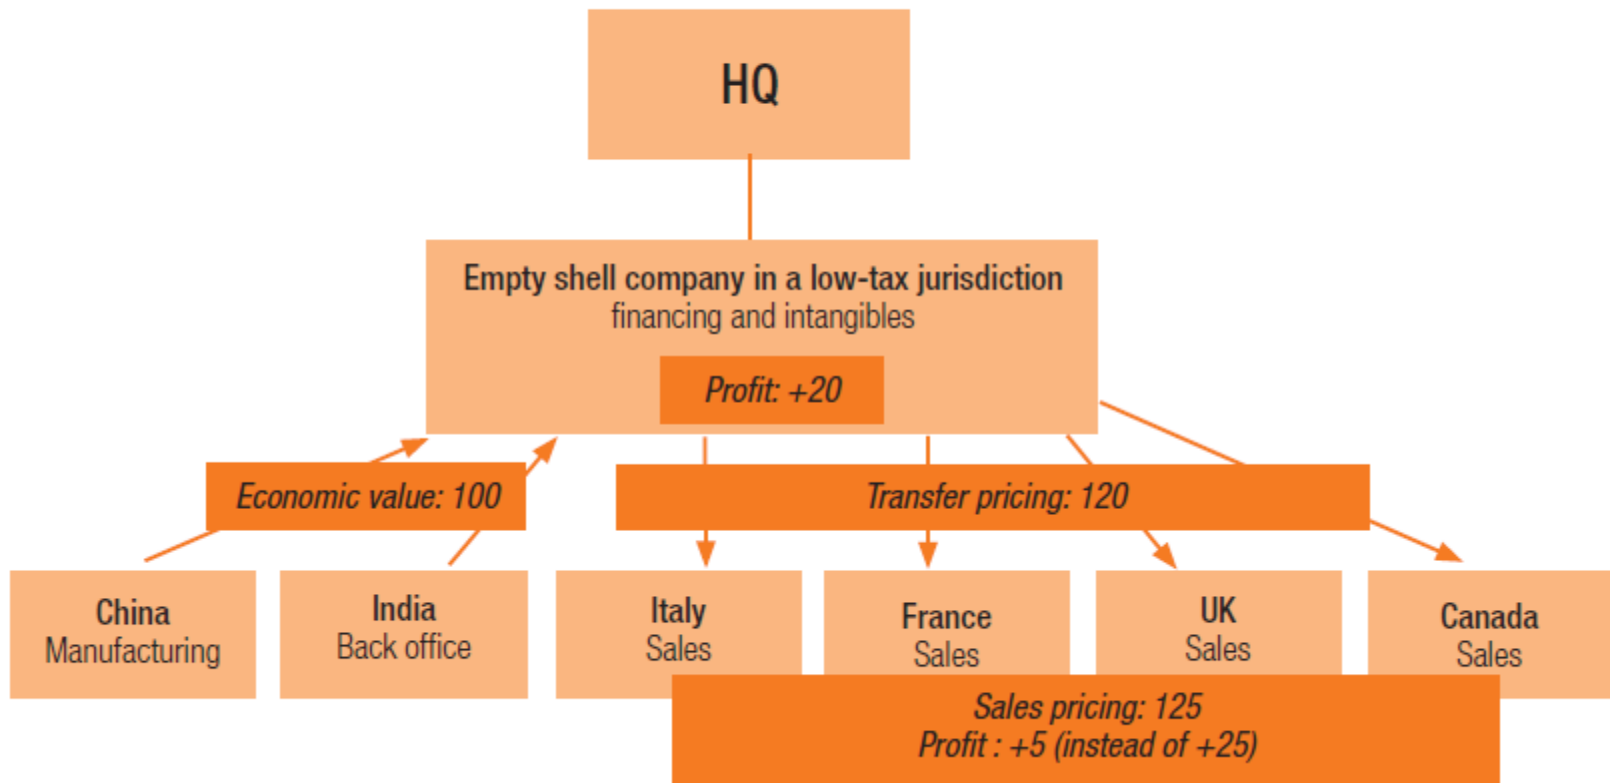 HQ
Empty shell company in a low-tax jurisdiction
financing and intangibles
Profit: +20
Economic value: 100
Transfer pricing: 120
China
Manufacturing
India
Back office
Italy
Sales
France
Sales
UK
Sales
Canada
Sales
Sales pricing: 125
Profit : +5 (instead of +25)